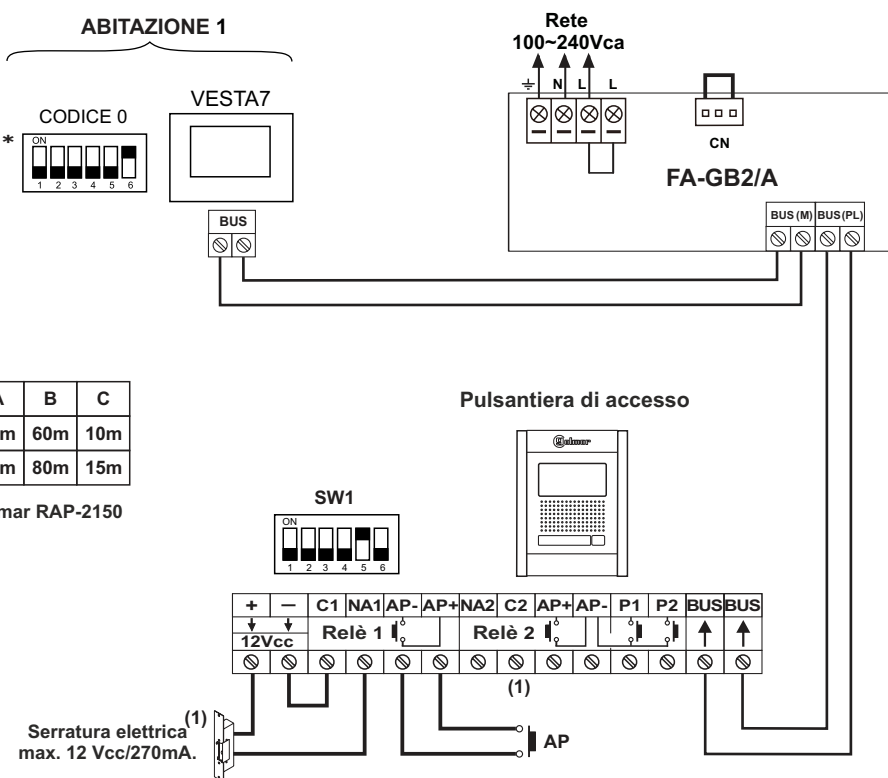 ABITAZIONE 1
CODICE 0
*
ON
1 2 3 4 5 6
VESTA7
BUS
Rete
100~240Vca
N L L
CN
FA-GB2/A
BUS (M) BUS (PL)
B C
m 60m 10m
m 80m 15m
mar RAP-2150
Pulsantiera di accesso
Golmar
SW1
ON
1 2 3 4 5 6
+ – C1 NA1 AP- AP+ NA2 C2 AP+ AP- P1 P2 BUS BUS
12Vcc Relè 1 Relè 2
(1)
Serratura elettrica (1)
max. 12 Vcc/270mA.
AP